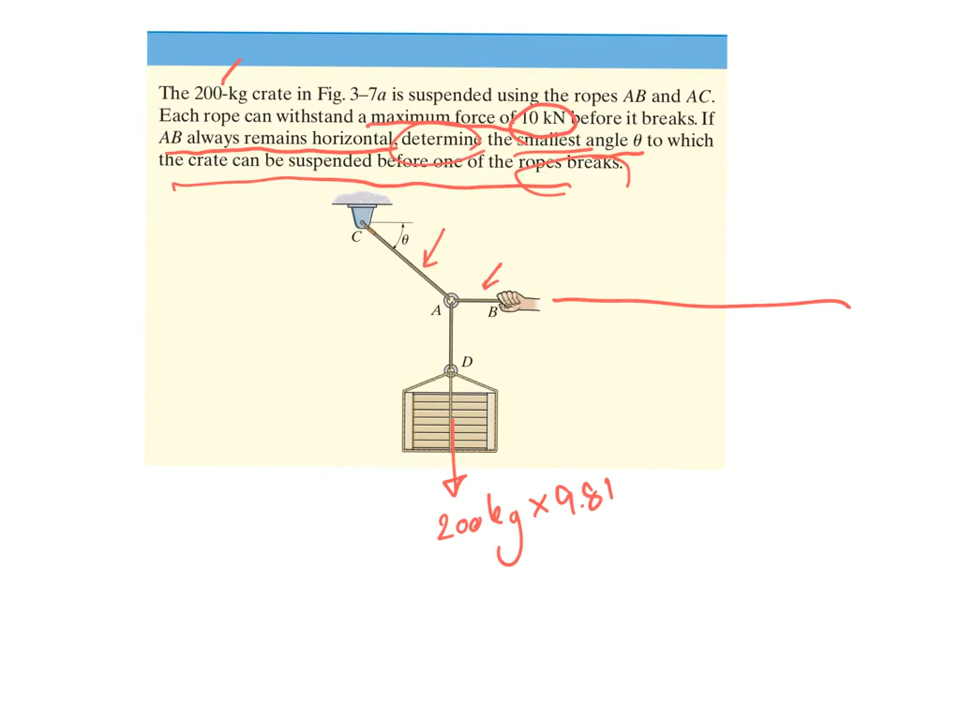 The 200-kg crate in Fig. 3–7a is suspended using the ropes AB and AC.
Each rope can withstand a maximum force of 10 kN before it breaks. If
AB always remains horizontal, determine the smallest angle θ to which
the crate can be suspended before one of the ropes breaks.
C
θ
A
B
D
200kg × 9.81